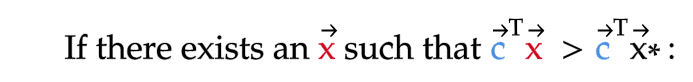 If there exists an x⃗ such that c⃗ᵀx⃗ > c⃗ᵀx⃗* :